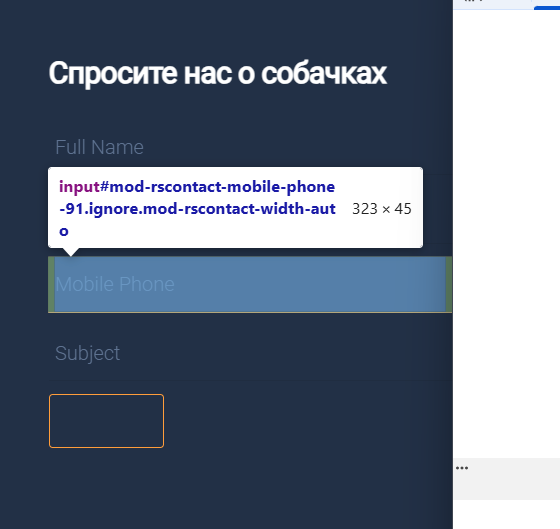 Спросите нас о собачках
Full Name
input#mod-rscontact-mobile-phone
-91.ignore.mod-rscontact-width-aut
o
323 × 45
Mobile Phone
Subject